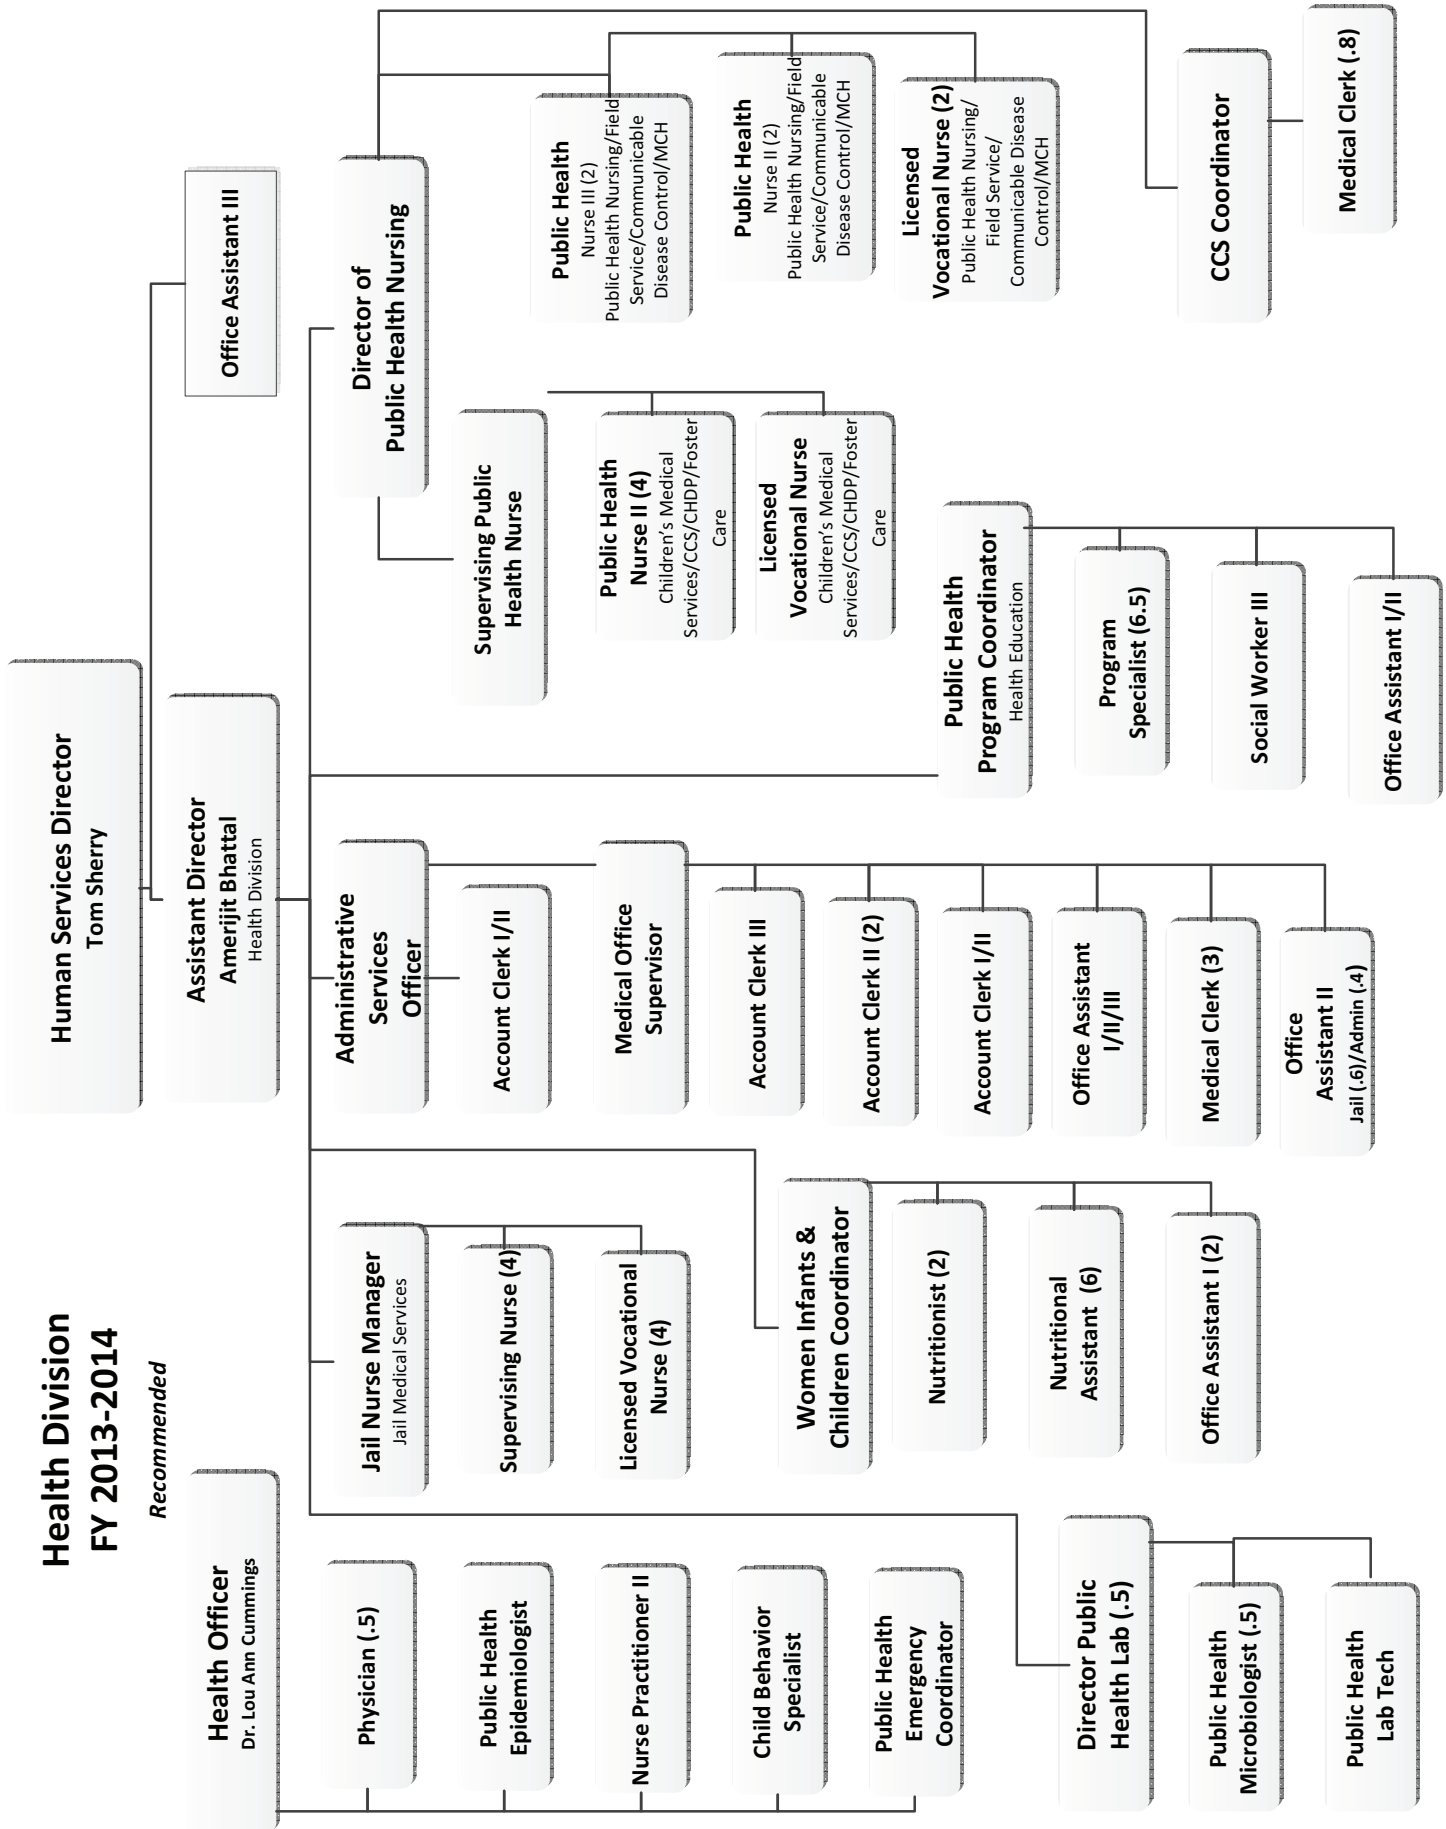 Health Division
FY 2013-2014
Recommended
Human Services Director
Tom Sherry
Assistant Director
Amerijit Bhattal
Health Division
Office Assistant III
Health Officer
Dr. Lou Ann Cummings
Physician (.5)
Public Health
Epidemiologist
Nurse Practitioner II
Child Behavior
Specialist
Public Health
Emergency
Coordinator
Jail Nurse Manager
Jail Medical Services
Supervising Nurse (4)
Licensed Vocational
Nurse (4)
Administrative
Services
Officer
Account Clerk I/II
Medical Office
Supervisor
Account Clerk III
Account Clerk II (2)
Account Clerk I/II
Office Assistant
I/II/III
Medical Clerk (3)
Office
Assistant II
Jail (.6)/Admin (.4)
Director of
Public Health Nursing
Supervising Public
Health Nurse
Public Health
Nurse II (4)
Children's Medical
Services/CCS/CHDP/Foster
Care
Licensed
Vocational Nurse
Children's Medical
Services/CCS/CHDP/Foster
Care
Public Health
Nurse III (2)
Public Health Nursing/Field
Service/Communicable
Disease Control/MCH
Public Health
Nurse II (2)
Public Health Nursing/Field
Service/Communicable
Disease Control/MCH
Licensed
Vocational Nurse (2)
Public Health Nursing/
Field Service/
Communicable Disease
Control/MCH
CCS Coordinator
Medical Clerk (.8)
Women Infants &
Children Coordinator
Nutritionist (2)
Nutritional
Assistant (6)
Office Assistant I (2)
Public Health
Program Coordinator
Health Education
Program
Specialist (6.5)
Social Worker III
Office Assistant I/II
Director Public
Health Lab (.5)
Public Health
Microbiologist (.5)
Public Health
Lab Tech